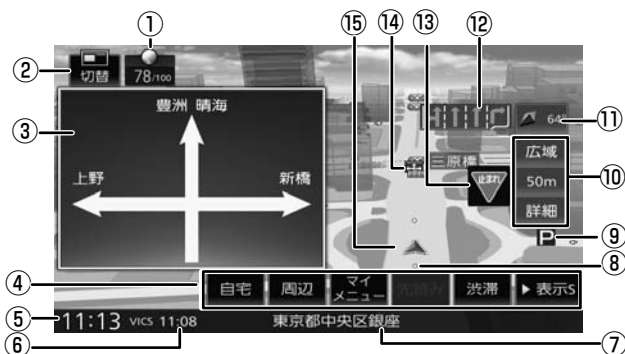 ①
⑮
⑭
⑬
⑫
②
切替
78/100
③
豊洲 晴海
上野
新橋
三原橋
止まれ
64
⑪
広域
50m
詳細
⑩
P
⑨
⑧
④
自宅
周辺
マイ
メニュー
先読み
渋滞
▶ 表示S
⑤
11:13
VICS 11:08
東京都中央区銀座
⑥
⑦